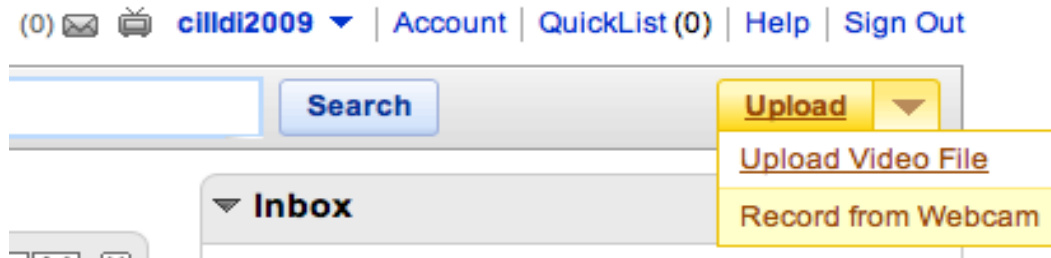 (0) cilldi2009 | Account | QuickList (0) | Help | Sign Out
Search Upload
Upload Video File
Inbox
Record from Webcam